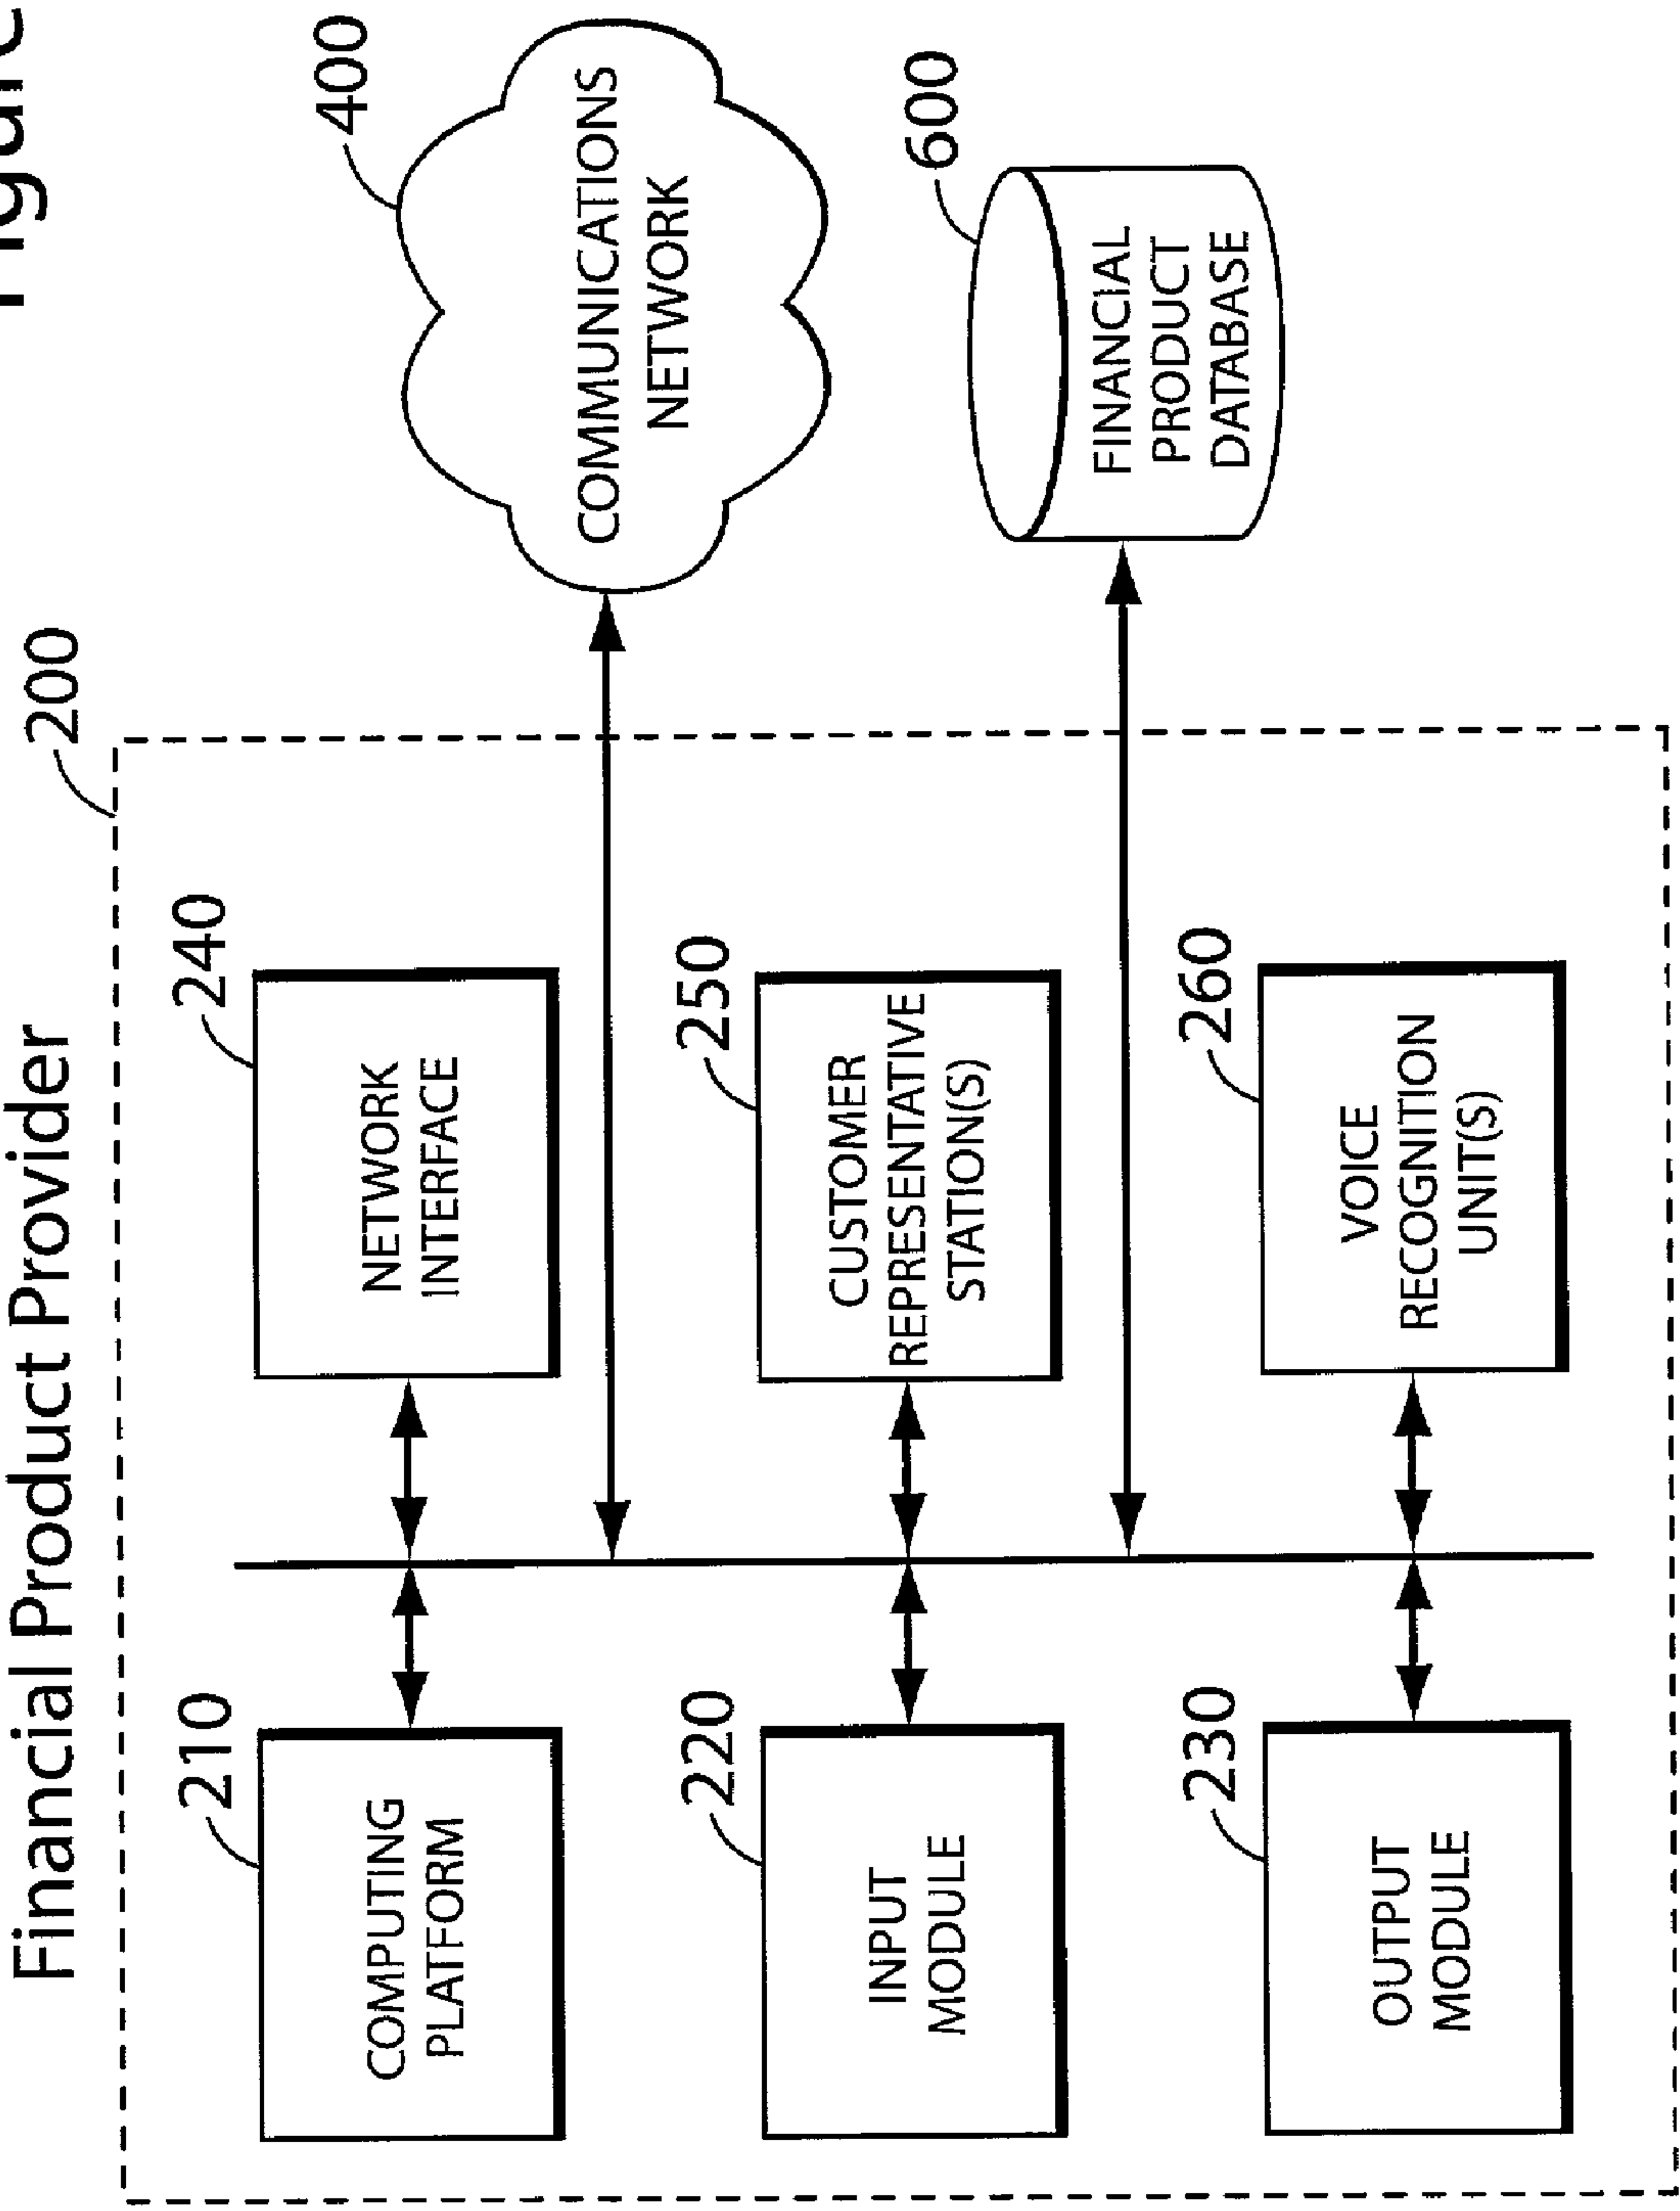 Financial Product Provider
200
210
COMPUTING
PLATFORM
240
NETWORK
INTERFACE
400
COMMUNICATIONS
NETWORK
220
INPUT
MODULE
250
CUSTOMER
REPRESENTATIVE
STATION(S)
600
FINANCIAL
PRODUCT
DATABASE
230
OUTPUT
MODULE
260
VOICE
RECOGNITION
UNIT(S)